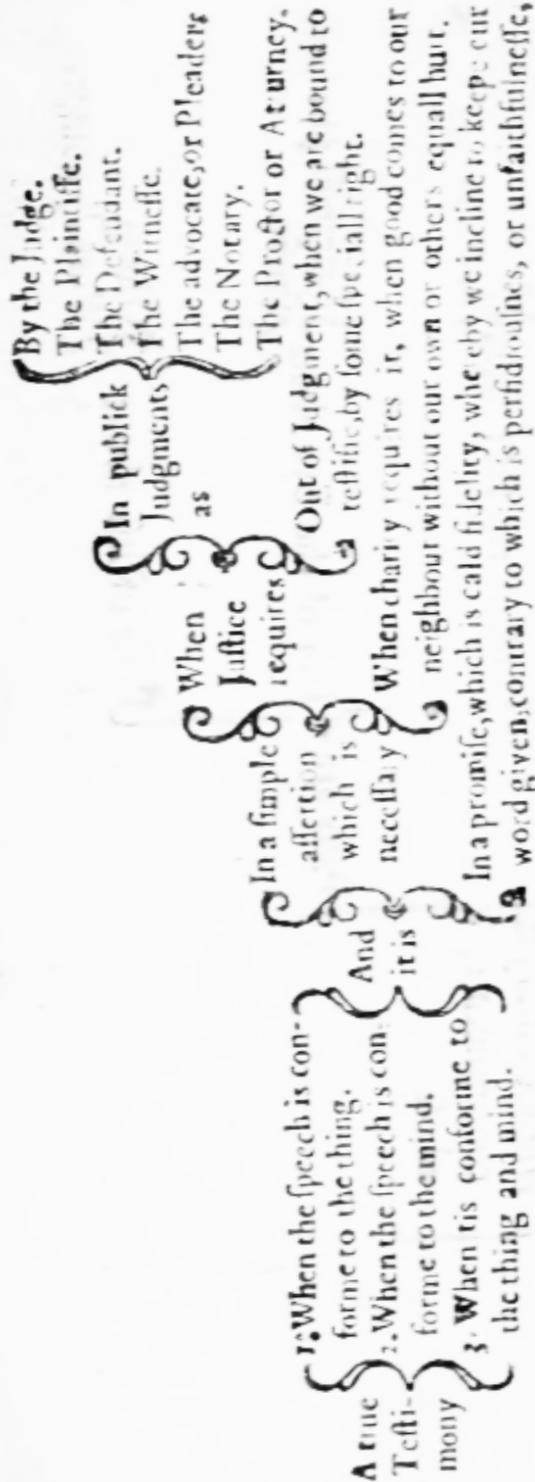 A true
Testi-
mony
1. When the speech is con-
forme to the thing.
2. When the speech is con-
forme to the mind.
3. When tis conforme to
the thing and mind.
And
it is
In a simple
assertion
which is
necessary
When
Justice
requires
In publick
Judgments
as
By the Judge.
The Plaintiffe.
The Defendant.
The Witnesse.
The advocate, or Pleader.
The Notary.
The Proctor or Aturney.
Out of Judgment, when we are bound to
testifie, by some speciall right.
When charity requires it, when good comes to our
neighbour without our own or others equall hurt.
In a promise, which is cald fidelity, whereby we incline to keepe our
word given; contrary to which is perfidrousnes, or unfaithfulnesse,